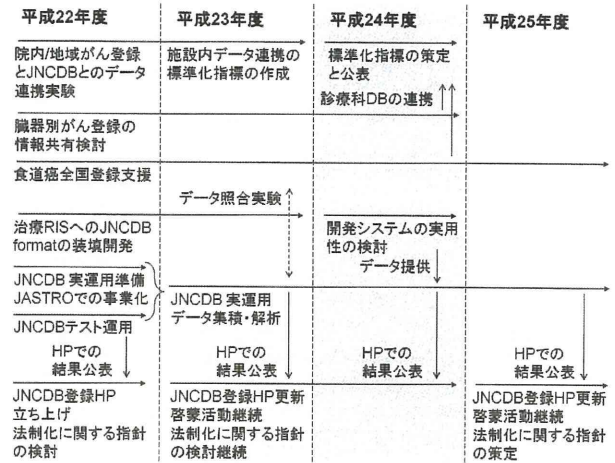 平成22年度
平成23年度
平成24年度
平成25年度
院内/地域がん登録
とJNCDBとのデータ
連携実験
施設内データ連携の
標準化指標の作成
標準化指標の策定
と公表
診療科DBの連携
臓器別がん登録の
情報共有検討
食道癌全国登録支援
データ照合実験
治療RISへのJNCDB
formatの装填開発
開発システムの実用
性の検討
データ提供
JNCDB 実運用準備
JASTROでの事業化
JNCDB 実運用
データ集積・解析
JNCDBテスト運用
HPでの
結果公表
HPでの
結果公表
HPでの
結果公表
HPでの
結果公表
JNCDB登録HP
立ち上げ
法制化に関する指針
の検討
JNCDB登録HP更新
啓蒙活動継続
法制化に関する指針
の検討継続
JNCDB登録HP更新
啓蒙活動継続
法制化に関する指針
の策定